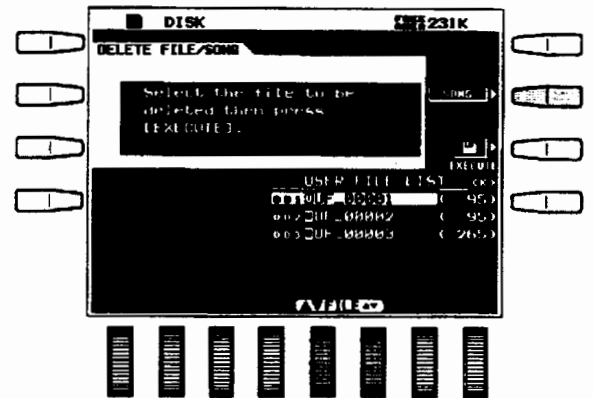 DISK 231K
DELETE FILE/SONG
Select the file to be
deleted then press
[EXECUTE].
SONG
EXECUTE
USER FILE LIST (K)
001 UF_00001 ( 95)
002 UF_00002 ( 95)
003 UF_00003 ( 265)
FILE